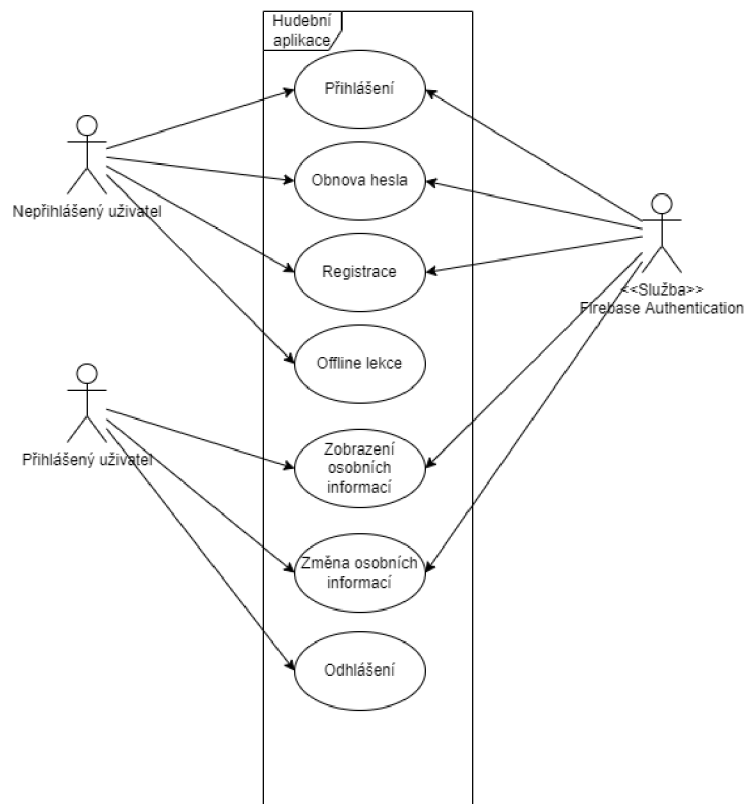 Hudební
aplikace
Přihlášení
Obnova hesla
Nepřihlášený uživatel
Registrace
<<Služba>>
Firebase Authentication
Offline lekce
Přihlášený uživatel
Zobrazení
osobních
informací
Změna osobních
informací
Odhlášení